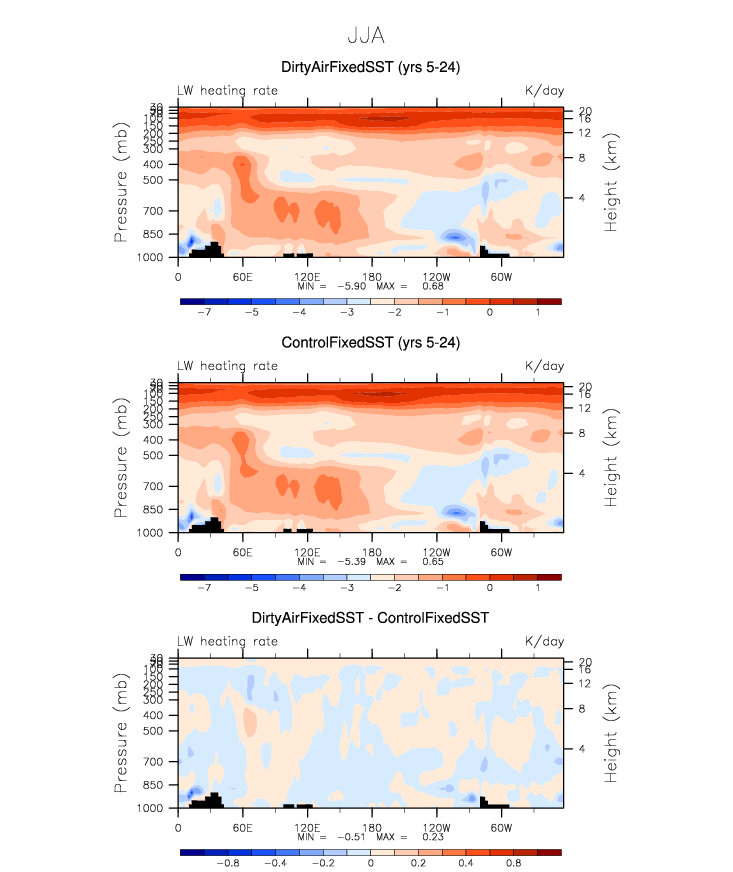 JJA
DirtyAirFixedSST (yrs 5-24)
LW heating rate K/day
Pressure (mb)
30
100
150
200
250
300
400
500
700
850
1000
20
16
12
8
4
Height (km)
0 60E 120E 180 120W 60W
MIN = -5.90 MAX = 0.68
-7 -5 -4 -3 -2 -1 0 1
ControlFixedSST (yrs 5-24)
LW heating rate K/day
Pressure (mb)
30
100
150
200
250
300
400
500
700
850
1000
20
16
12
8
4
Height (km)
0 60E 120E 180 120W 60W
MIN = -5.39 MAX = 0.65
-7 -5 -4 -3 -2 -1 0 1
DirtyAirFixedSST - ControlFixedSST
LW heating rate K/day
Pressure (mb)
30
100
150
200
250
300
400
500
700
850
1000
20
16
12
8
4
Height (km)
0 60E 120E 180 120W 60W
MIN = -0.51 MAX = 0.23
-0.8 -0.4 -0.2 0 0.2 0.4 0.8